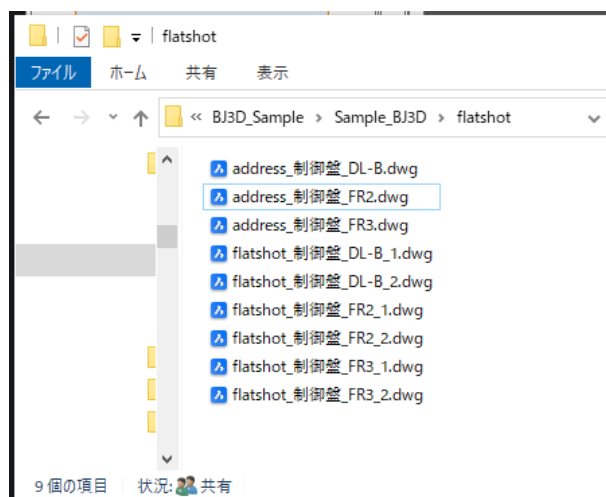 flatshot
ファイル ホーム 共有 表示
« BJ3D_Sample › Sample_BJ3D › flatshot
address_制御盤_DL-B.dwg
address_制御盤_FR2.dwg
address_制御盤_FR3.dwg
flatshot_制御盤_DL-B_1.dwg
flatshot_制御盤_DL-B_2.dwg
flatshot_制御盤_FR2_1.dwg
flatshot_制御盤_FR2_2.dwg
flatshot_制御盤_FR3_1.dwg
flatshot_制御盤_FR3_2.dwg
9 個の項目 状況: 共有